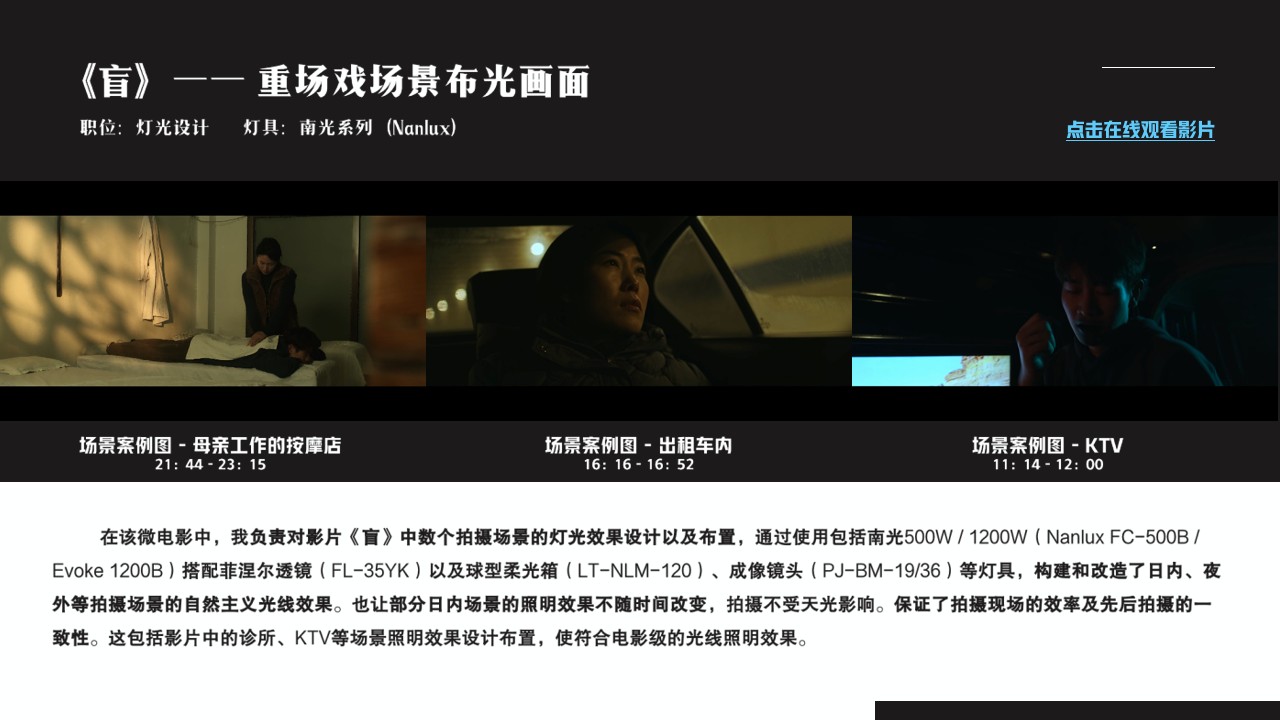 《盲》 —— 重场戏场景布光画面
职位：灯光设计 灯具：南光系列（Nanlux）
点击在线观看影片
场景案例图 - 母亲工作的按摩店
21：44 - 23：15
场景案例图 - 出租车内
16：16 - 16：52
场景案例图 - KTV
11：14 - 12：00
在该微电影中，我负责对影片《盲》中数个拍摄场景的灯光效果设计以及布置，通过使用包括南光500W / 1200W（Nanlux FC-500B /
Evoke 1200B）搭配菲涅尔透镜（FL-35YK）以及球型柔光箱（LT-NLM-120）、成像镜头（PJ-BM-19/36）等灯具，构建和改造了日内、夜
外等拍摄场景的自然主义光线效果。也让部分日内场景的照明效果不随时间改变，拍摄不受天光影响。保证了拍摄现场的效率及先后拍摄的一
致性。这包括影片中的诊所、KTV等场景照明效果设计布置，使符合电影级的光线照明效果。